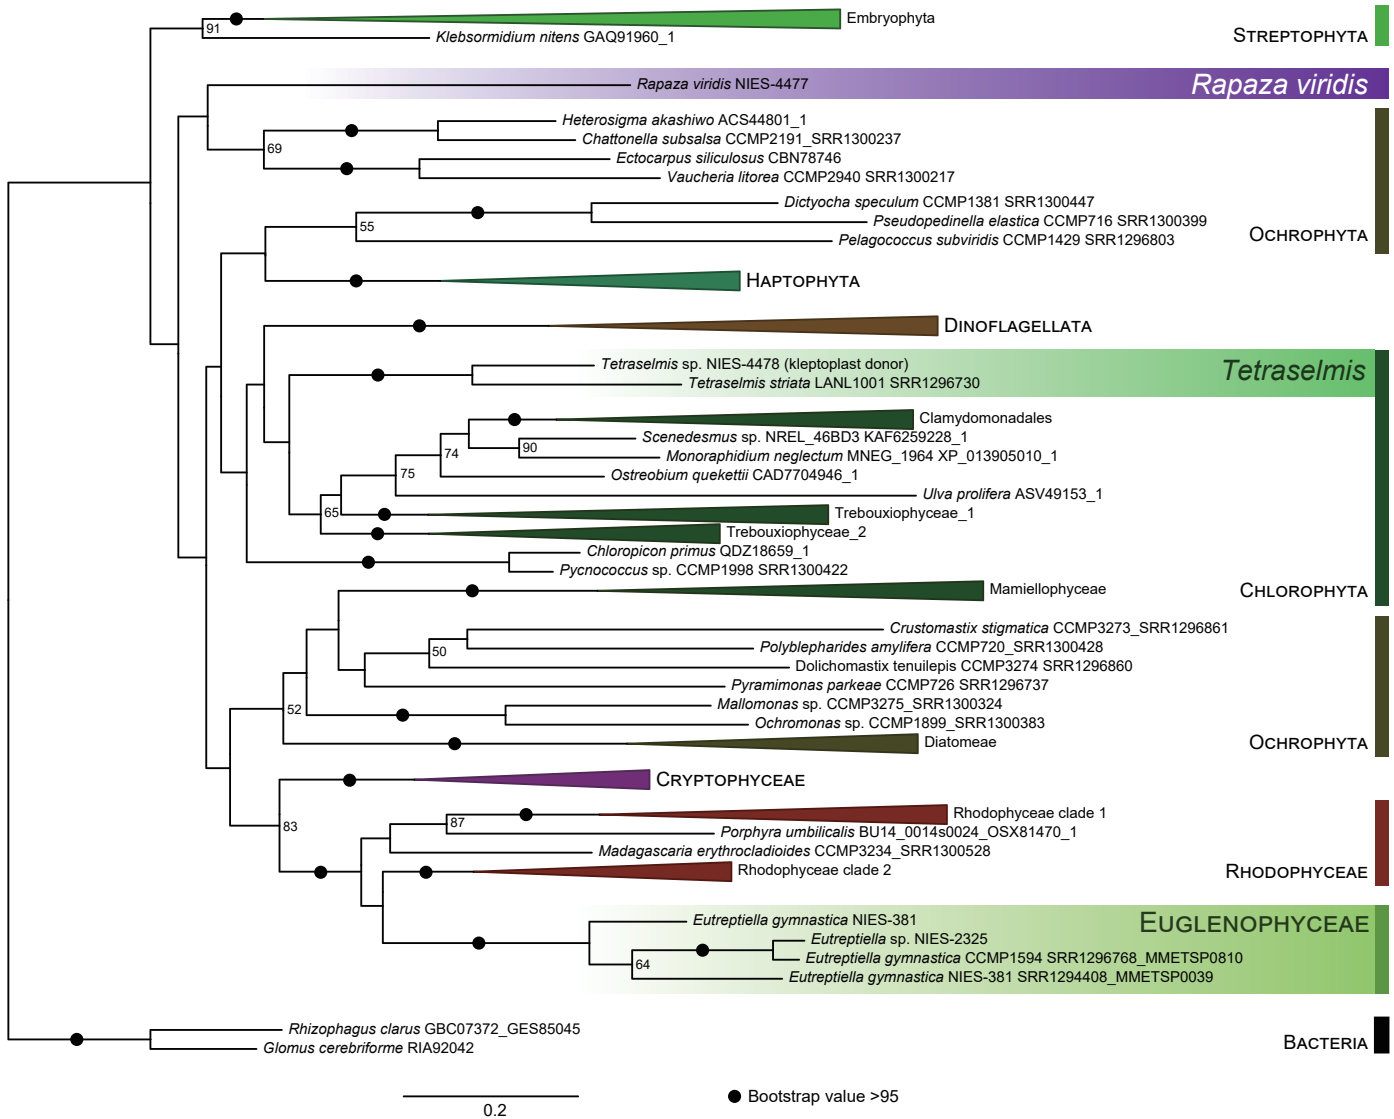 Embryophyta
91
Klebsormidium nitens GAQ91960_1
STREPTOPHYTA
Rapaza viridis NIES-4477
Rapaza viridis
Heterosigma akashiwo ACS44801_1
Chattonella subsalsa CCMP2191_SRR1300237
69
Ectocarpus siliculosus CBN78746
Vaucheria litorea CCMP2940 SRR1300217
Dictyocha speculum CCMP1381 SRR1300447
Pseudopedinella elastica CCMP716 SRR1300399
55
Pelagococcus subviridis CCMP1429 SRR1296803
OCHROPHYTA
HAPTOPHYTA
DINOFLAGELLATA
Tetraselmis sp. NIES-4478 (kleptoplast donor)
Tetraselmis
Tetraselmis striata LANL1001 SRR1296730
Clamydomonadales
Scenedesmus sp. NREL_46BD3 KAF6259228_1
90
74
Monoraphidium neglectum MNEG_1964 XP_013905010_1
75
Ostreobium quekettii CAD7704946_1
Ulva prolifera ASV49153_1
65
Trebouxiophyceae_1
Trebouxiophyceae_2
Chloropicon primus QDZ18659_1
Pycnococcus sp. CCMP1998 SRR1300422
Mamiellophyceae
CHLOROPHYTA
Crustomastix stigmatica CCMP3273_SRR1296861
50
Polyblepharides amylifera CCMP720_SRR1300428
Dolichomastix tenuilepis CCMP3274 SRR1296860
Pyramimonas parkeae CCMP726 SRR1296737
52
Mallomonas sp. CCMP3275_SRR1300324
Ochromonas sp. CCMP1899_SRR1300383
Diatomeae
OCHROPHYTA
CRYPTOPHYCEAE
83
Rhodophyceae clade 1
87
Porphyra umbilicalis BU14_0014s0024_OSX81470_1
Madagascaria erythrocladioides CCMP3234_SRR1300528
Rhodophyceae clade 2
RHODOPHYCEAE
Eutreptiella gymnastica NIES-381
EUGLENOPHYCEAE
Eutreptiella sp. NIES-2325
64
Eutreptiella gymnastica CCMP1594 SRR1296768_MMETSP0810
Eutreptiella gymnastica NIES-381 SRR1294408_MMETSP0039
Rhizophagus clarus GBC07372_GES85045
Glomus cerebriforme RIA92042
BACTERIA
0.2
Bootstrap value >95